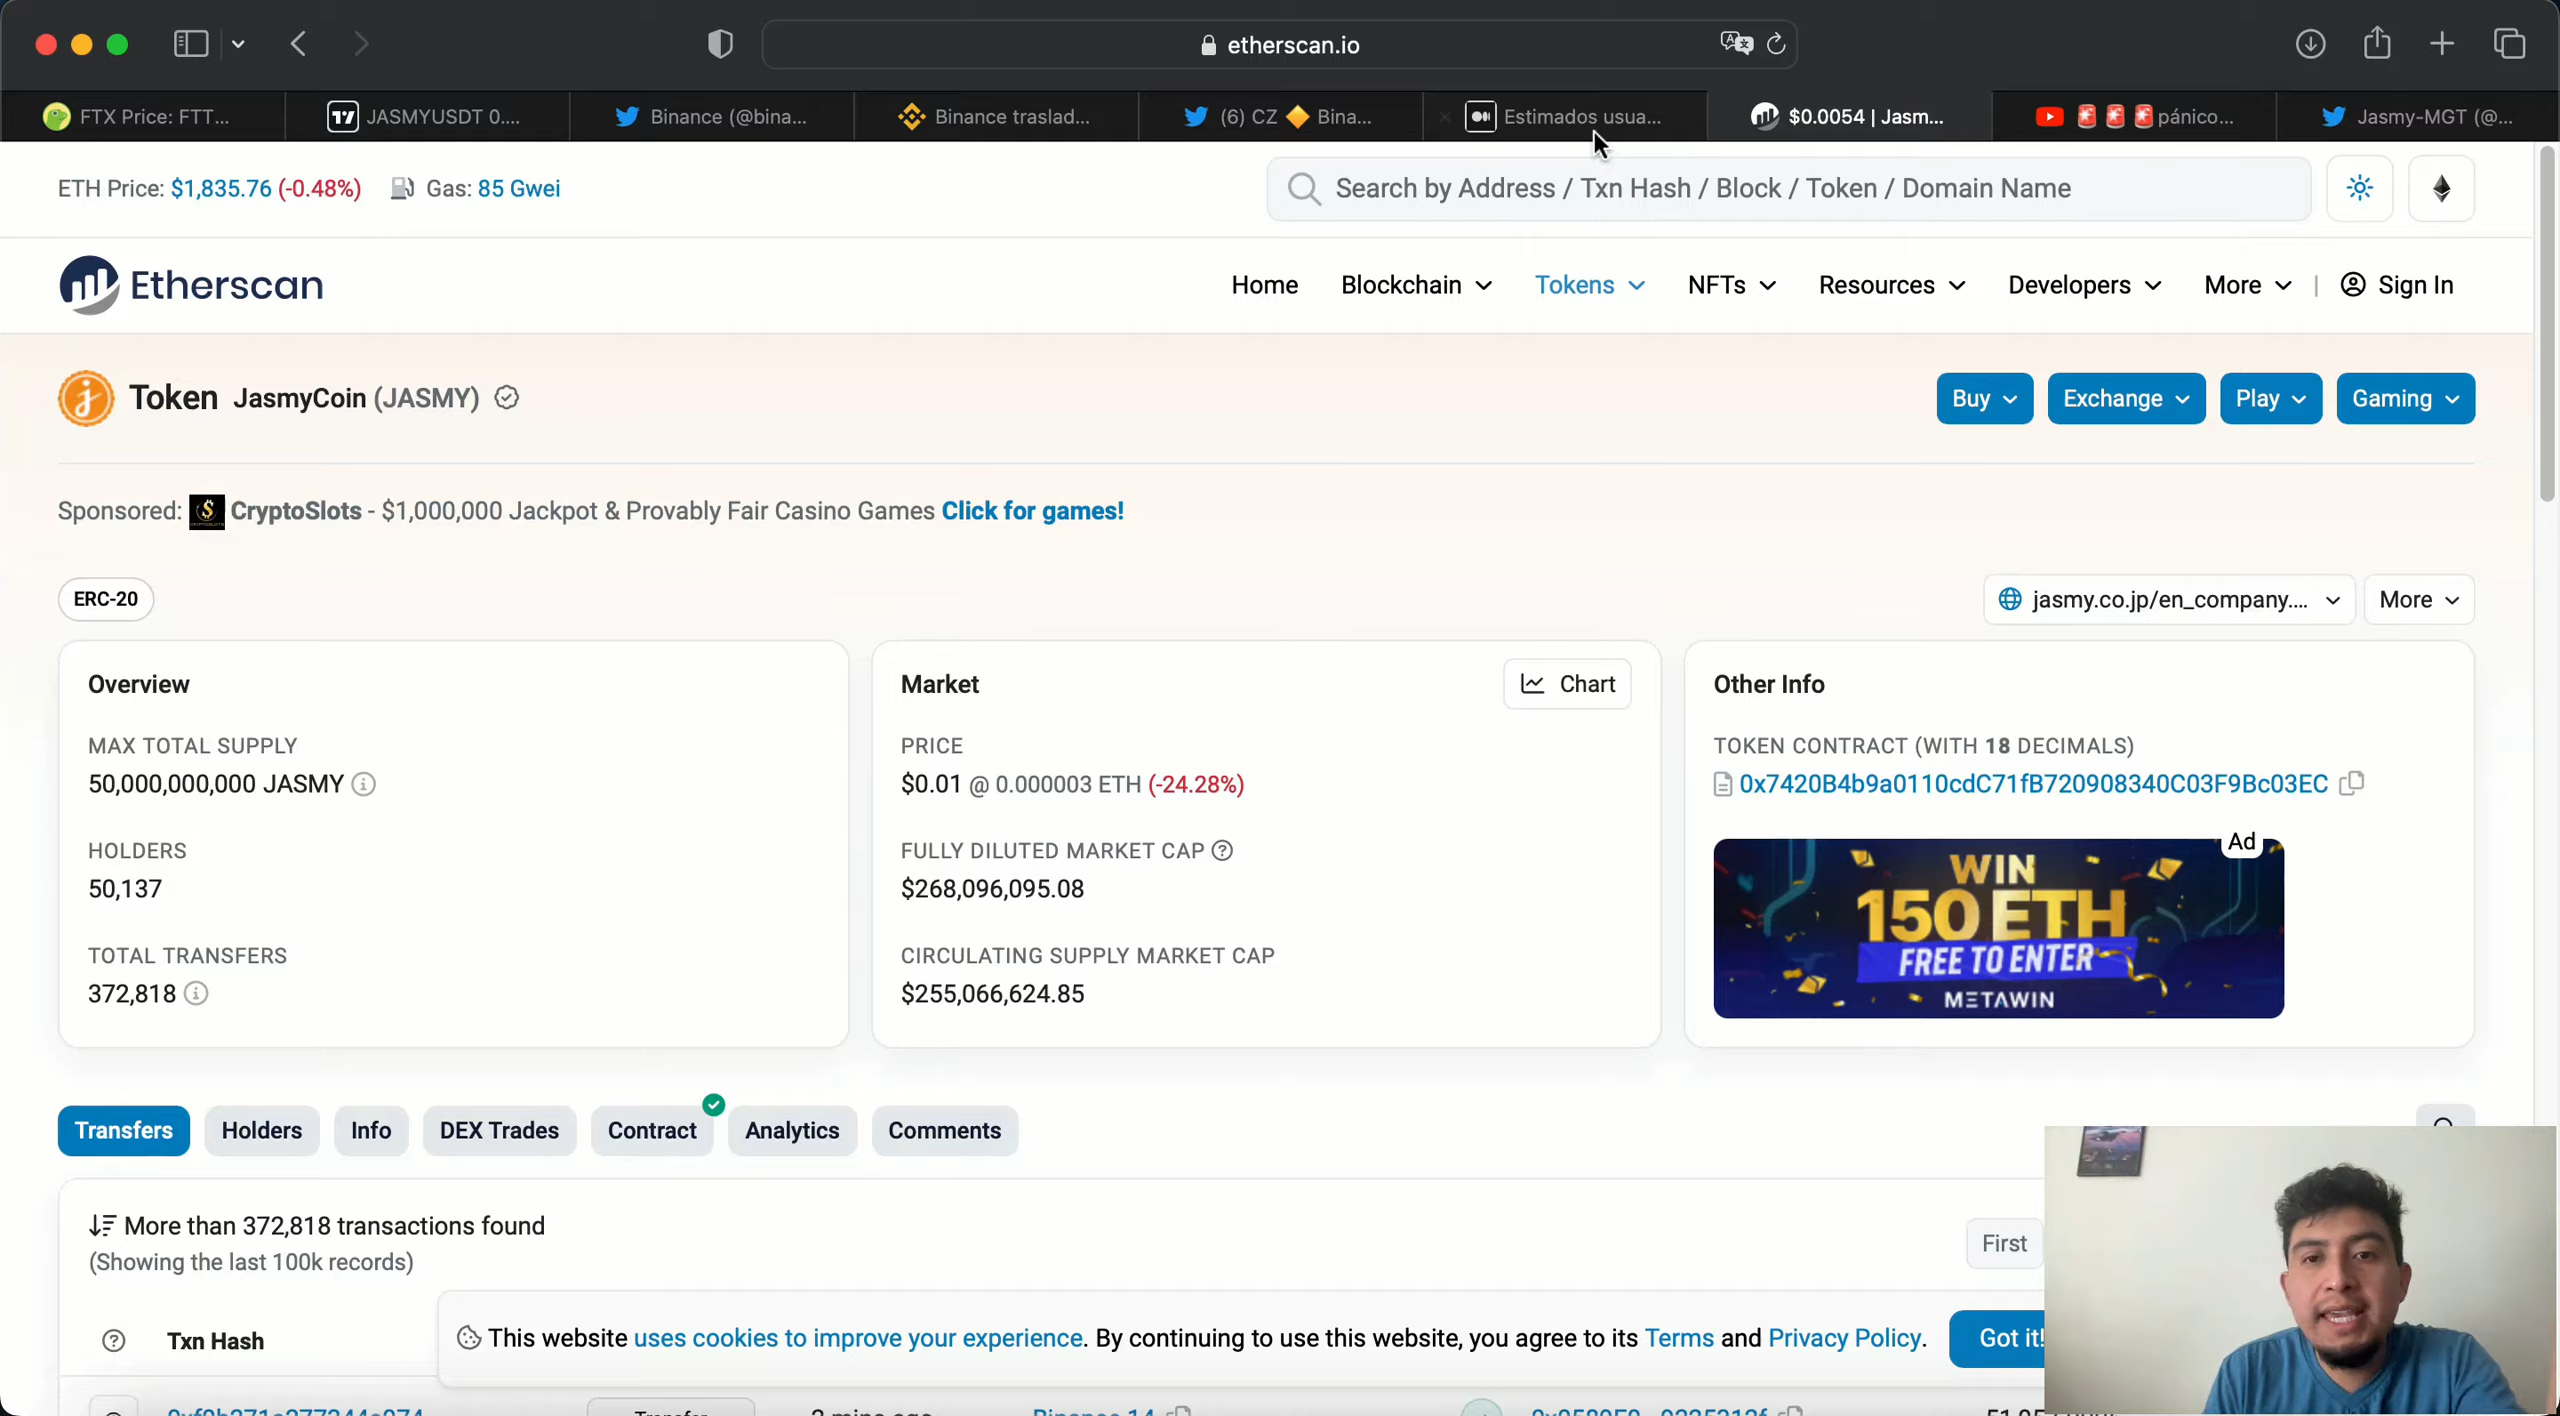 etherscan.io
FTX Price: FTT...
JASMYUSDT 0....
Binance (@bina...
Binance traslad...
(6) CZ 🔶 Bina...
Estimados usua...
$0.0054 | Jasm...
🚨 🚨 🚨 pánico...
Jasmy-MGT (@...
ETH Price: $1,835.76 (-0.48%) Gas: 85 Gwei
Search by Address / Txn Hash / Block / Token / Domain Name
Etherscan
Home Blockchain Tokens NFTs Resources Developers More | Sign In
Token JasmyCoin (JASMY)
Buy Exchange Play Gaming
Sponsored: CryptoSlots - $1,000,000 Jackpot & Provably Fair Casino Games Click for games!
ERC-20
jasmy.co.jp/en_company....
More
Overview
MAX TOTAL SUPPLY
50,000,000,000 JASMY
HOLDERS
50,137
TOTAL TRANSFERS
372,818
Market
Chart
PRICE
$0.01 @ 0.000003 ETH (-24.28%)
FULLY DILUTED MARKET CAP
$268,096,095.08
CIRCULATING SUPPLY MARKET CAP
$255,066,624.85
Other Info
TOKEN CONTRACT (WITH 18 DECIMALS)
0x7420B4b9a0110cdC71fB720908340C03F9Bc03EC
Ad
WIN
150 ETH
FREE TO ENTER
METAWIN
Transfers Holders Info DEX Trades Contract Analytics Comments
More than 372,818 transactions found
(Showing the last 100k records)
First
Txn Hash
This website uses cookies to improve your experience. By continuing to use this website, you agree to its Terms and Privacy Policy.
Got it!
Transfer
Binance 14